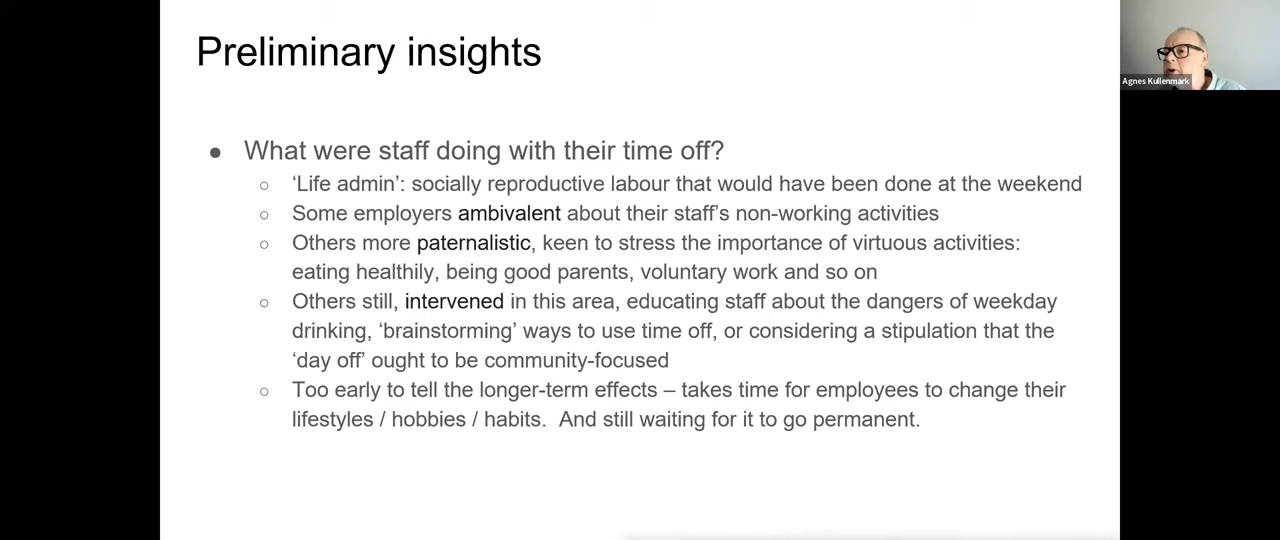 Preliminary insights
Agnes Kullenmark
● What were staff doing with their time off?
○ ‘Life admin’: socially reproductive labour that would have been done at the weekend
○ Some employers ambivalent about their staff’s non-working activities
○ Others more paternalistic, keen to stress the importance of virtuous activities:
eating healthily, being good parents, voluntary work and so on
○ Others still, intervened in this area, educating staff about the dangers of weekday
drinking, ‘brainstorming’ ways to use time off, or considering a stipulation that the
‘day off’ ought to be community-focused
○ Too early to tell the longer-term effects – takes time for employees to change their
lifestyles / hobbies / habits.  And still waiting for it to go permanent.